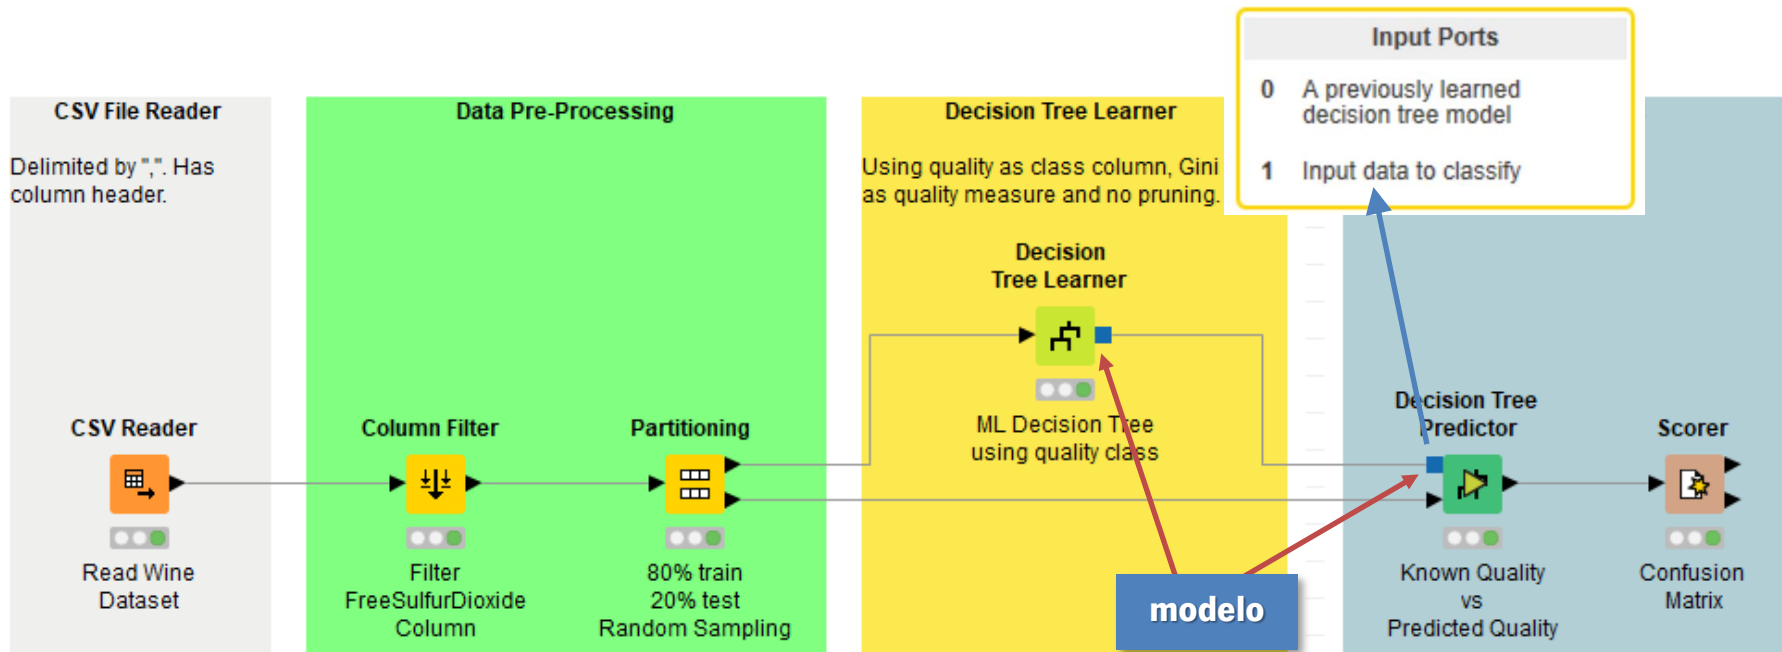 CSV File Reader
Delimited by ",". Has
column header.
CSV Reader
Read Wine
Dataset
Data Pre-Processing
Column Filter
Filter
FreeSulfurDioxide
Column
Partitioning
80% train
20% test
Random Sampling
Decision Tree Learner
Using quality as class column, Gini
as quality measure and no pruning.
Decision
Tree Learner
ML Decision Tree
using quality class
modelo
Input Ports
0 A previously learned
decision tree model
1 Input data to classify
Decision Tree
Predictor
Known Quality
vs
Predicted Quality
Scorer
Confusion
Matrix